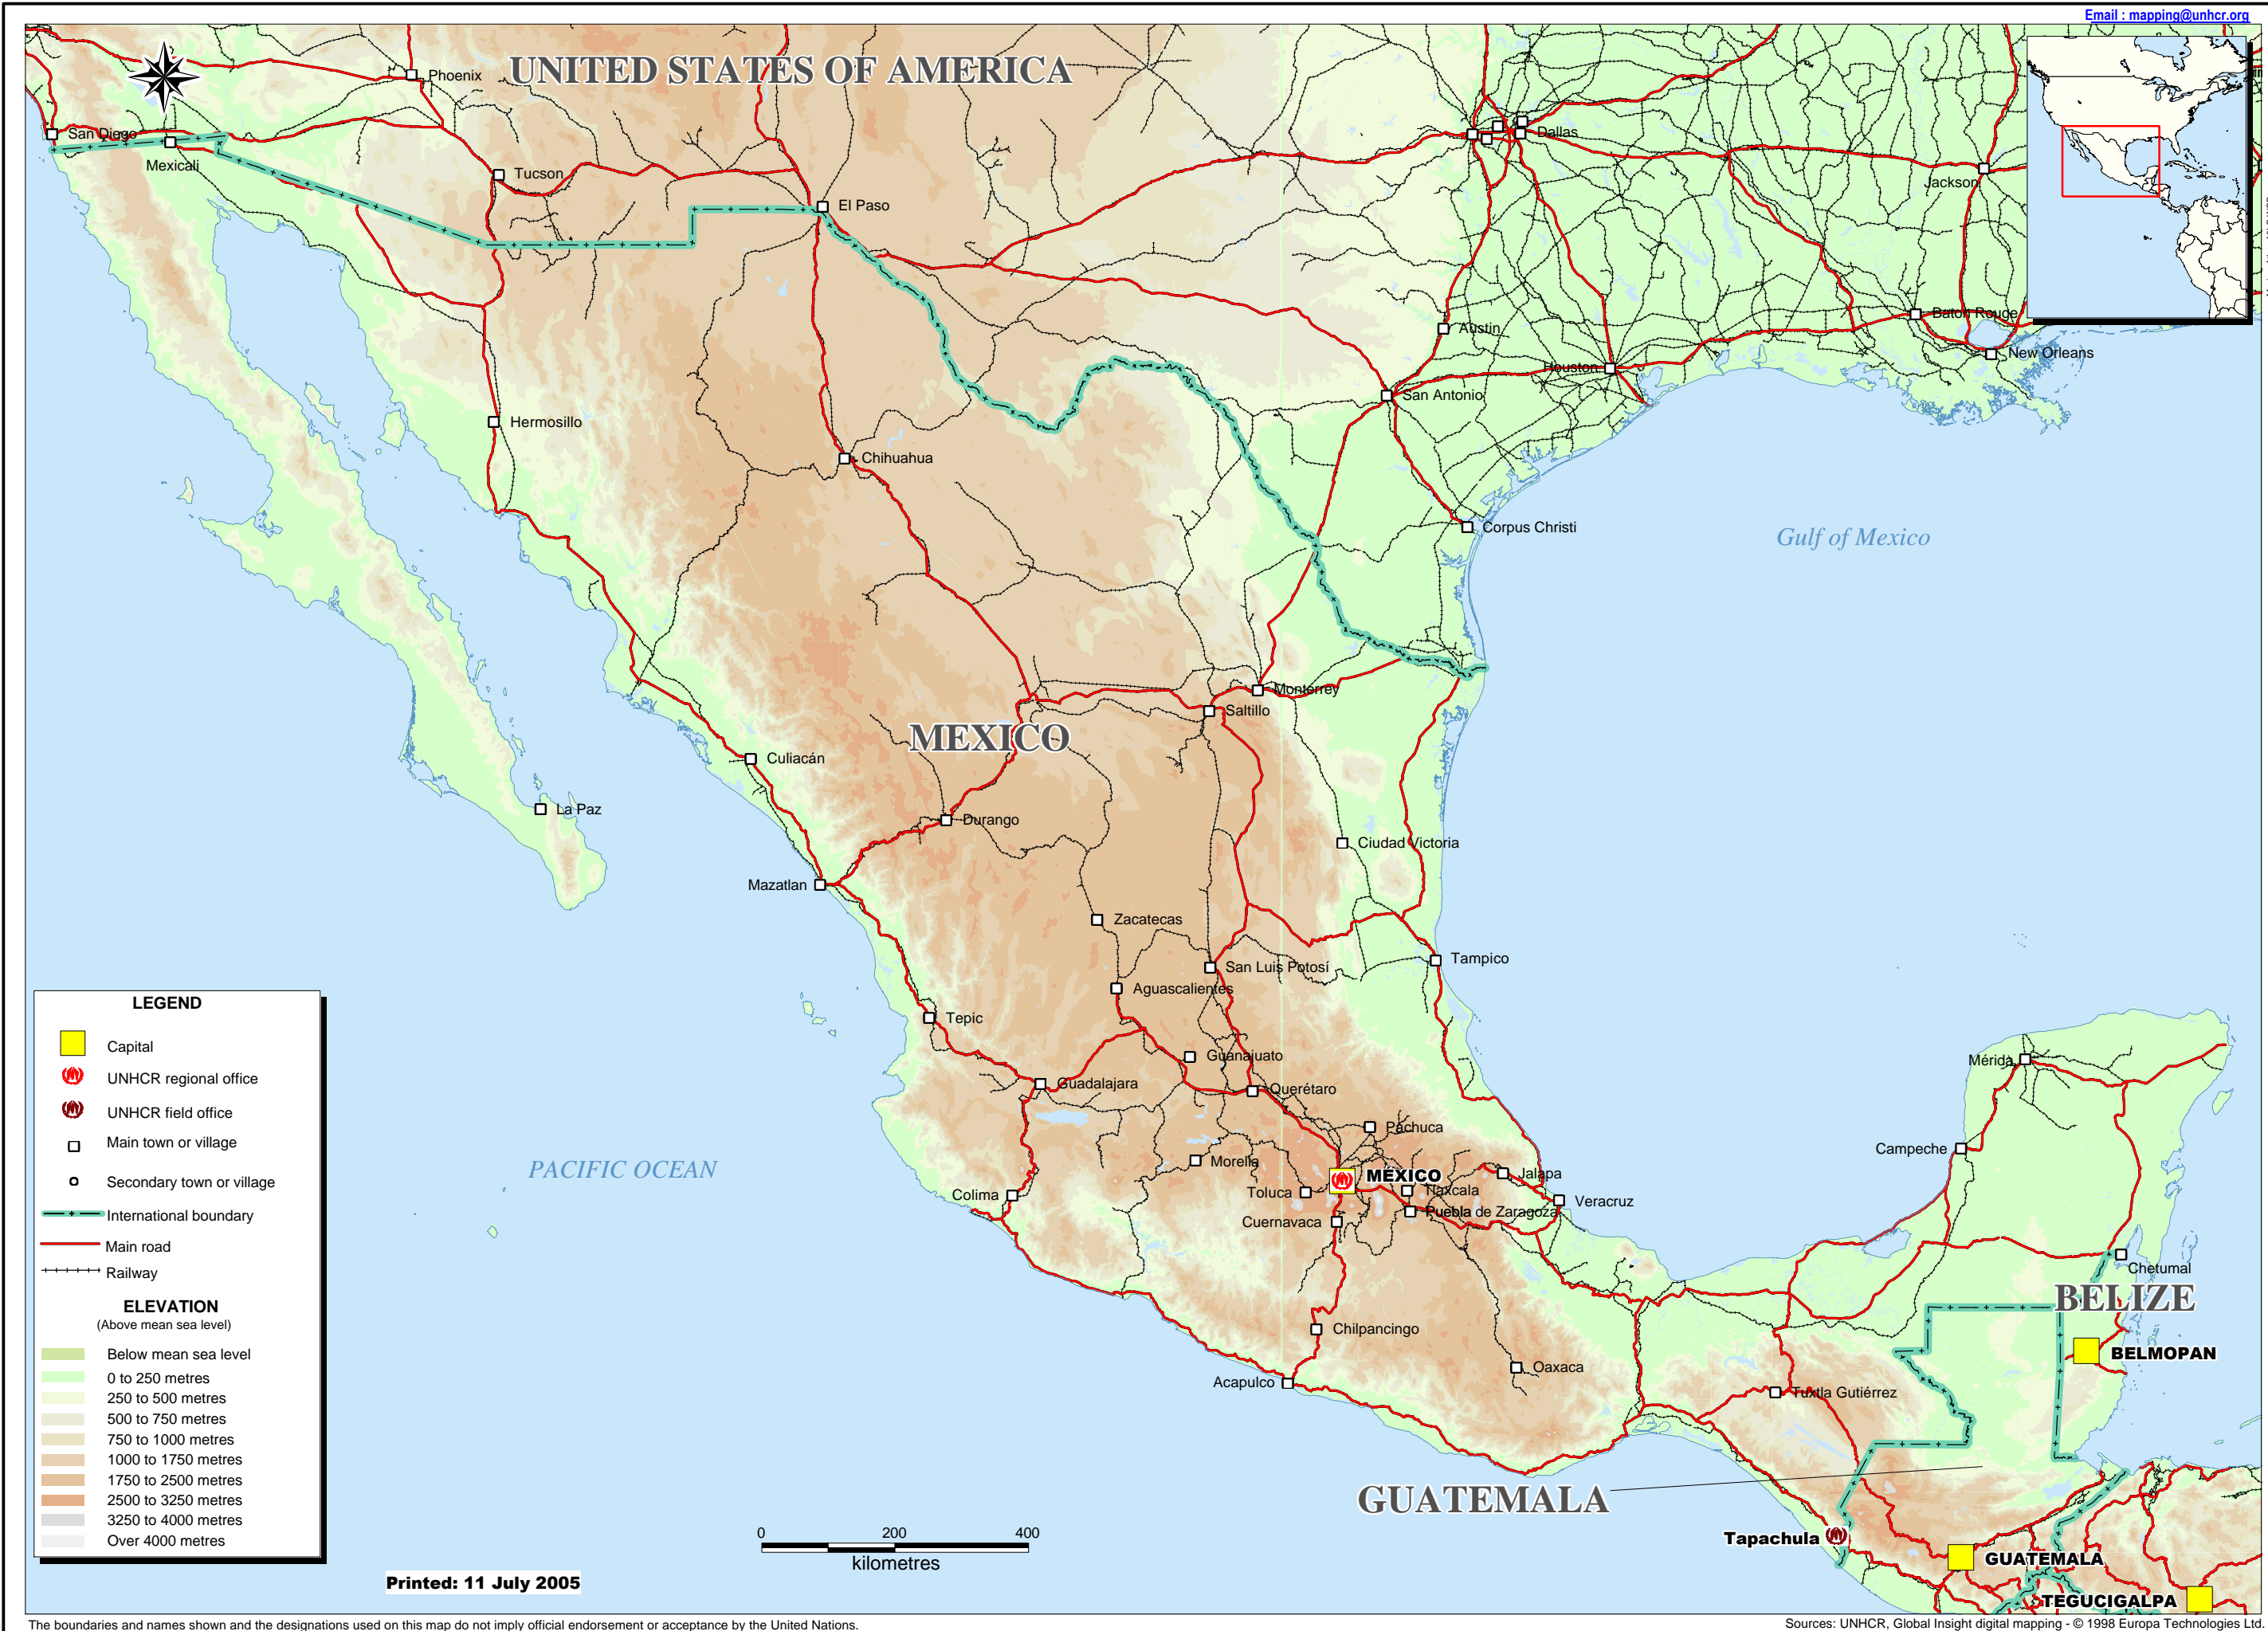 Email : mapping@unhcr.org
UNITED STATES OF AMERICA
Phoenix
San Diego
Mexicali
Tucson
El Paso
Dallas
Jackson
Austin
Baton Rouge
New Orleans
Houston
San Antonio
Hermosillo
Chihuahua
Corpus Christi
Gulf of Mexico
Monterrey
Saltillo
MEXICO
Culiacán
La Paz
Durango
Ciudad Victoria
Mazatlan
Zacatecas
San Luis Potosí
Tampico
Aguascalientes
Tepic
Guanajuato
Guadalajara
Querétaro
Mérida
Pachuca
Campeche
PACIFIC OCEAN
Morella
MÉXICO
Jalapa
Toluca
Tlaxcala
Colima
Veracruz
Puebla de Zaragoza
Cuernavaca
Chetumal
BELIZE
Chilpancingo
BELMOPAN
Oaxaca
Acapulco
Tuxtla Gutiérrez
GUATEMALA
Tapachula
GUATEMALA
TEGUCIGALPA
LEGEND
Capital
UNHCR regional office
UNHCR field office
Main town or village
Secondary town or village
International boundary
Main road
Railway
ELEVATION
(Above mean sea level)
Below mean sea level
0 to 250 metres
250 to 500 metres
500 to 750 metres
750 to 1000 metres
1000 to 1750 metres
1750 to 2500 metres
2500 to 3250 metres
3250 to 4000 metres
Over 4000 metres
0 200 400
kilometres
Printed: 11 July 2005
The boundaries and names shown and the designations used on this map do not imply official endorsement or acceptance by the United Nations.
Sources: UNHCR, Global Insight digital mapping - © 1998 Europa Technologies Ltd.